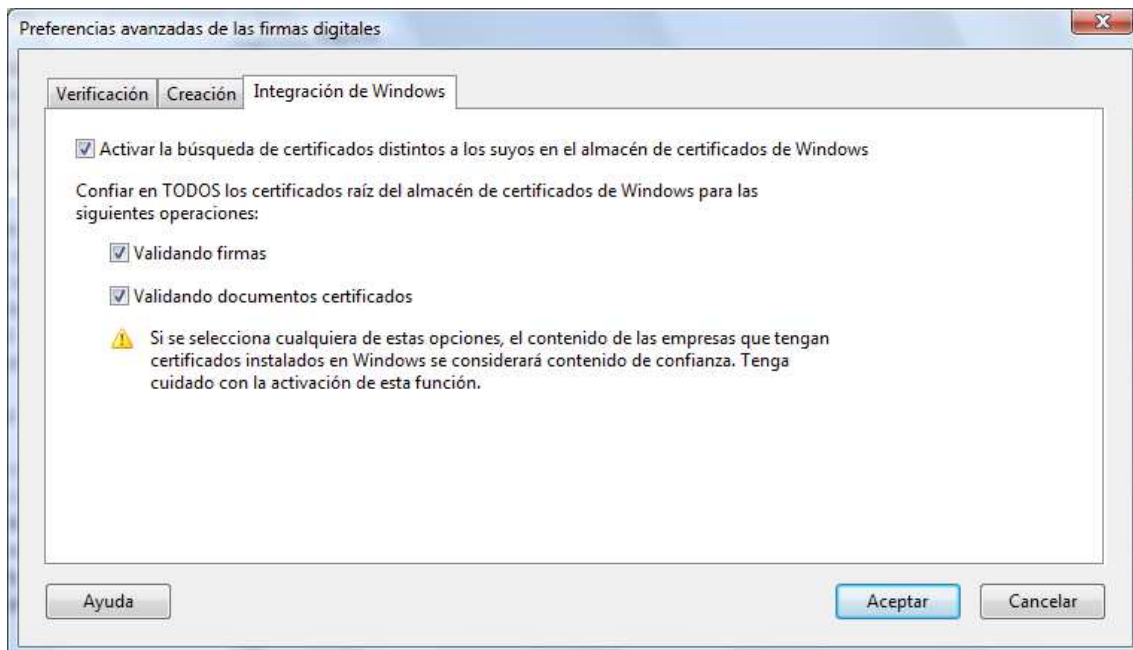 Preferencias avanzadas de las firmas digitales
Verificación
Creación
Integración de Windows
Activar la búsqueda de certificados distintos a los suyos en el almacén de certificados de Windows
Confiar en TODOS los certificados raíz del almacén de certificados de Windows para las
siguientes operaciones:
Validando firmas
Validando documentos certificados
Si se selecciona cualquiera de estas opciones, el contenido de las empresas que tengan
certificados instalados en Windows se considerará contenido de confianza. Tenga
cuidado con la activación de esta función.
Ayuda
Aceptar
Cancelar